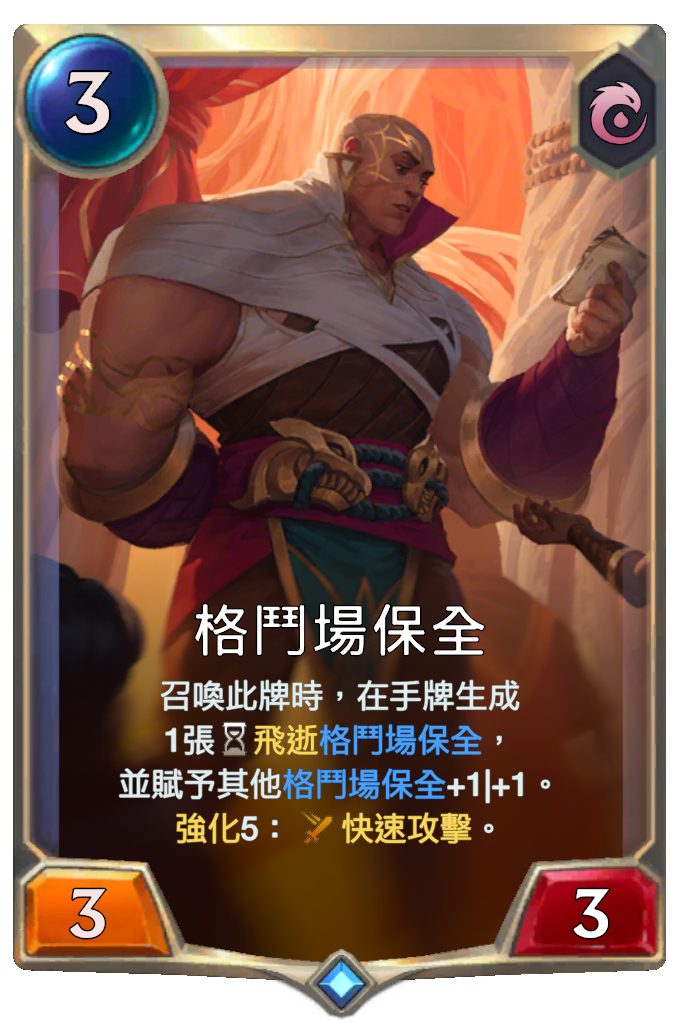 3
格鬥場保全
召喚此牌時，在手牌生成
1張飛逝格鬥場保全，
並賦予其他格鬥場保全+1|+1。
強化5： 快速攻擊。
3
3